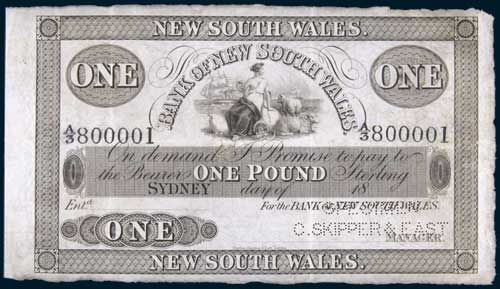 NEW SOUTH WALES.
ONE BANK OF NEW SOUTH WALES. ONE
A/3 800001 A/3 800001
On demand I Promise to pay to
the Bearer ONE POUND Sterling
SYDNEY day of 18
Entd. For the BANK OF NEW SOUTH WALES.
SPECIMEN
ONE C. SKIPPER & EAST
MANAGER
NEW SOUTH WALES.